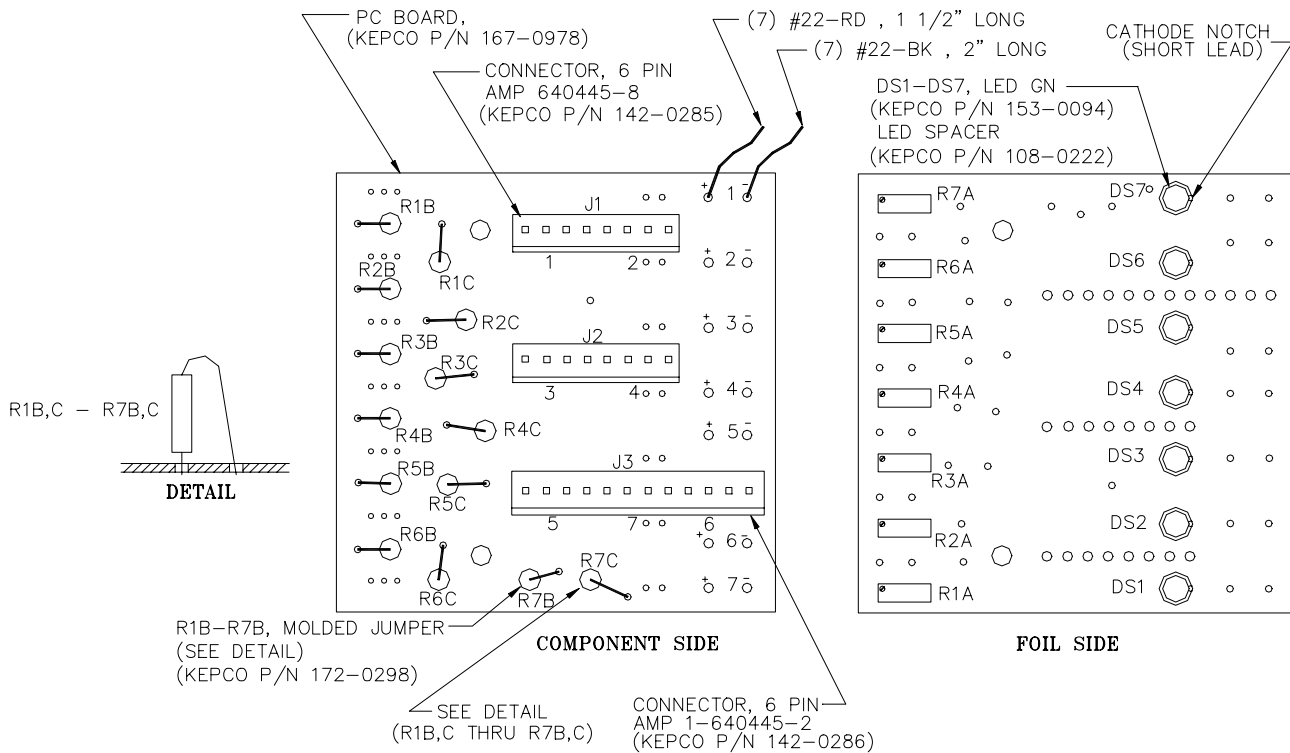 PC BOARD,
(KEPCO P/N 167-0978)
CONNECTOR, 6 PIN
AMP 640445-8
(KEPCO P/N 142-0285)
(7) #22-RD , 1 1/2" LONG
(7) #22-BK , 2" LONG
CATHODE NOTCH
(SHORT LEAD)
DS1-DS7, LED GN
(KEPCO P/N 153-0094)
LED SPACER
(KEPCO P/N 108-0222)
R1B,C - R7B,C
DETAIL
J1
1 2
J2
3 4
J3
5 7 6
R1B
R1C
R2B
R2C
R3B
R3C
R4B
R4C
R5B
R5C
R6B
R6C
R7B
R7C
+ 1 -
+ 2 -
+ 3 -
+ 4 -
+ 5 -
+ 6 -
+ 7 -
COMPONENT SIDE
R7A DS7
R6A DS6
R5A DS5
R4A DS4
R3A DS3
R2A DS2
R1A DS1
FOIL SIDE
R1B-R7B, MOLDED JUMPER
(SEE DETAIL)
(KEPCO P/N 172-0298)
SEE DETAIL
(R1B,C THRU R7B,C)
CONNECTOR, 6 PIN
AMP 1-640445-2
(KEPCO P/N 142-0286)